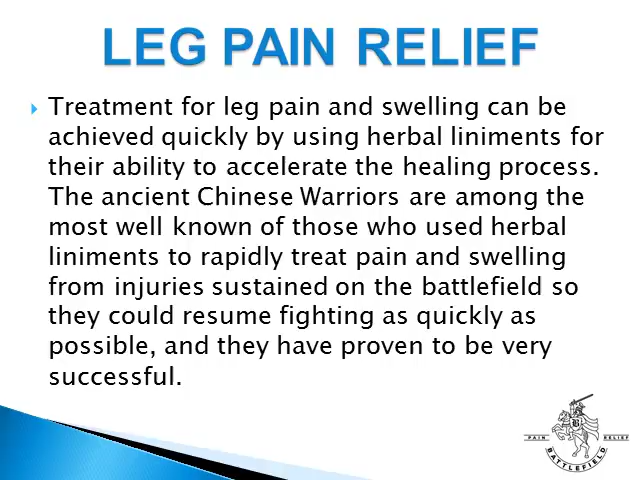 LEG PAIN RELIEF
Treatment for leg pain and swelling can be
achieved quickly by using herbal liniments for
their ability to accelerate the healing process.
The ancient Chinese Warriors are among the
most well known of those who used herbal
liniments to rapidly treat pain and swelling
from injuries sustained on the battlefield so
they could resume fighting as quickly as
possible, and they have proven to be very
successful.
B
PAIN RELIEF
BATTLEFIELD